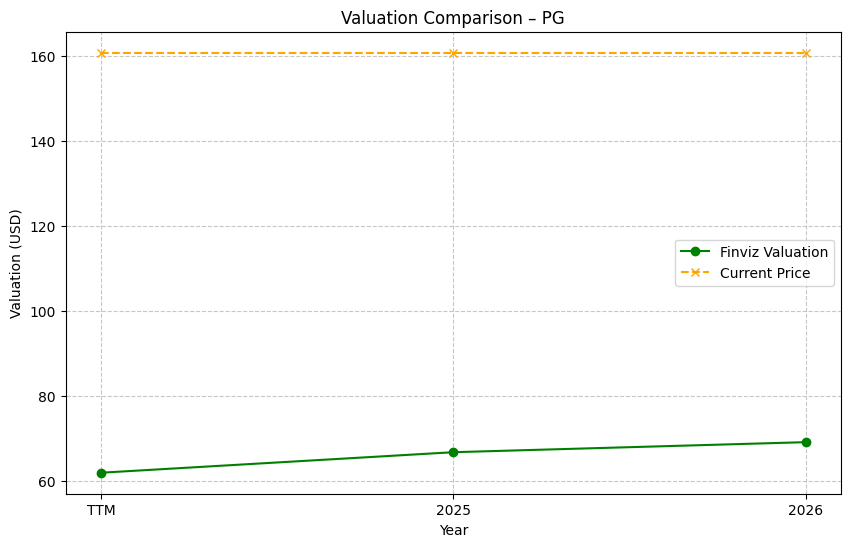 Valuation Comparison – PG
Valuation (USD)
160
140
120
100
80
60
Finviz Valuation
Current Price
TTM
2025
2026
Year